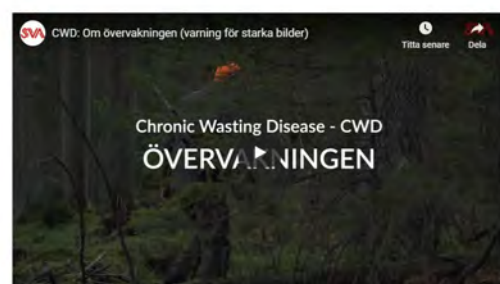 SVA CWD: Om övervakningen (varning för starka bilder)
Titta senare
Dela
Chronic Wasting Disease - CWD
ÖVERVAKNINGEN